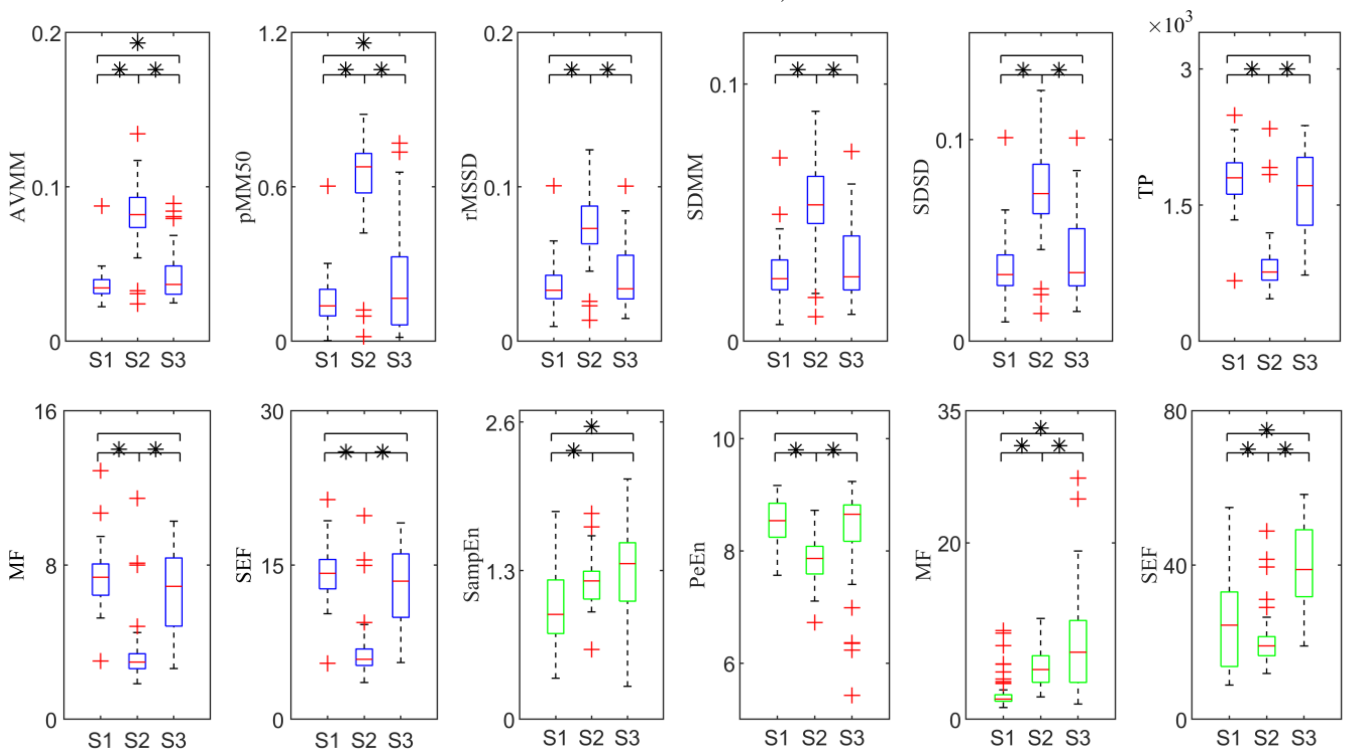 ×10³
0.2
0.1
0
AVMM
S1 S2 S3
1.2
0.6
0
pMM50
S1 S2 S3
0.2
0.1
0
rMSSD
S1 S2 S3
0.1
0
SDMM
S1 S2 S3
0.1
0
SDSD
S1 S2 S3
3
1.5
0
TP
S1 S2 S3
16
8
0
MF
S1 S2 S3
30
15
0
SEF
S1 S2 S3
2.6
1.3
0
SampEn
S1 S2 S3
10
8
6
PeEn
S1 S2 S3
35
20
0
MF
S1 S2 S3
80
40
0
SEF
S1 S2 S3